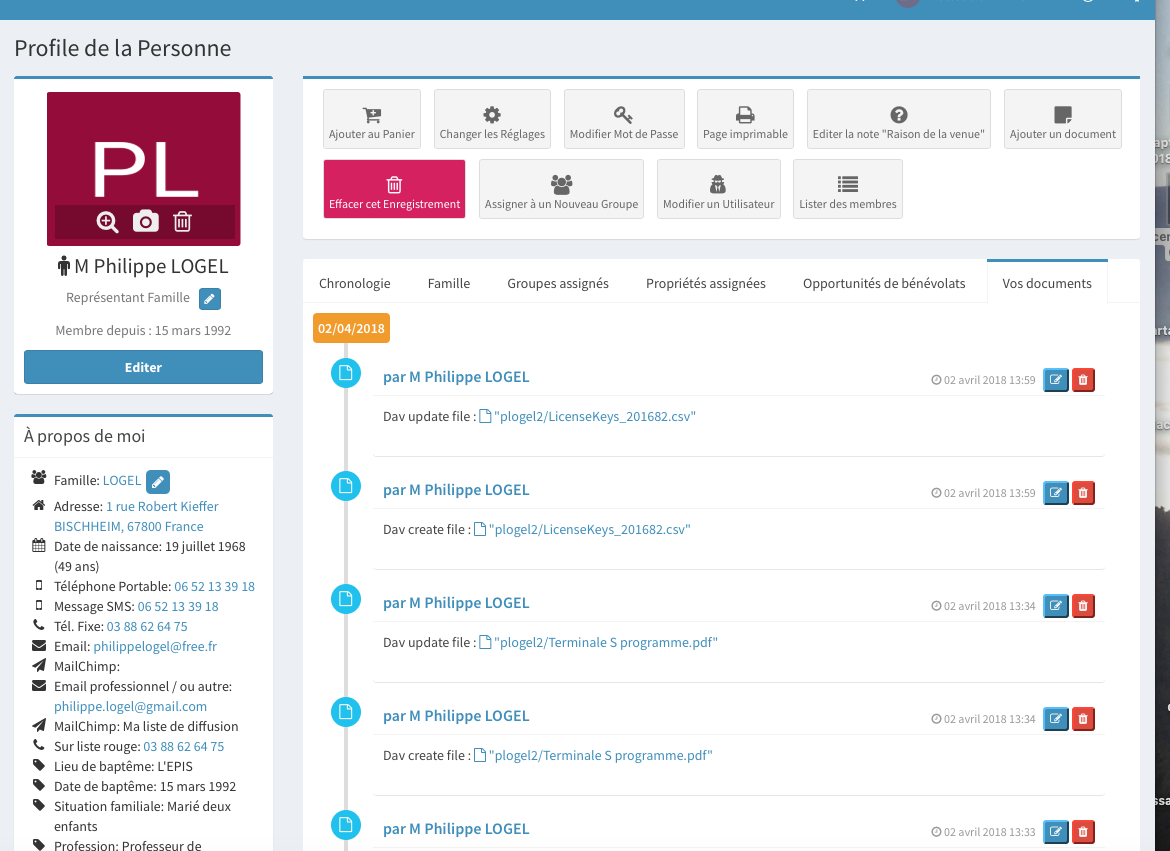 Profile de la Personne
PL
M Philippe LOGEL
Représentant Famille
Membre depuis : 15 mars 1992
Editer
À propos de moi
Famille: LOGEL
Adresse: 1 rue Robert Kieffer
BISCHHEIM, 67800 France
Date de naissance: 19 juillet 1968
(49 ans)
Téléphone Portable: 06 52 13 39 18
Message SMS: 06 52 13 39 18
Tél. Fixe: 03 88 62 64 75
Email: philippelogel@free.fr
MailChimp:
Email professionnel / ou autre:
philippe.logel@gmail.com
MailChimp: Ma liste de diffusion
Sur liste rouge: 03 88 62 64 75
Lieu de baptême: L'EPIS
Date de baptême: 15 mars 1992
Situation familiale: Marié deux
enfants
Profession: Professeur de
Ajouter au Panier
Changer les Réglages
Modifier Mot de Passe
Page imprimable
Editer la note "Raison de la venue"
Ajouter un document
Effacer cet Enregistrement
Assigner à un Nouveau Groupe
Modifier un Utilisateur
Lister des membres
Chronologie
Famille
Groupes assignés
Propriétés assignées
Opportunités de bénévolats
Vos documents
02/04/2018
par M Philippe LOGEL
02 avril 2018 13:59
Dav update file : "plogel2/LicenseKeys_201682.csv"
par M Philippe LOGEL
02 avril 2018 13:59
Dav create file : "plogel2/LicenseKeys_201682.csv"
par M Philippe LOGEL
02 avril 2018 13:34
Dav update file : "plogel2/Terminale S programme.pdf"
par M Philippe LOGEL
02 avril 2018 13:34
Dav create file : "plogel2/Terminale S programme.pdf"
par M Philippe LOGEL
02 avril 2018 13:33